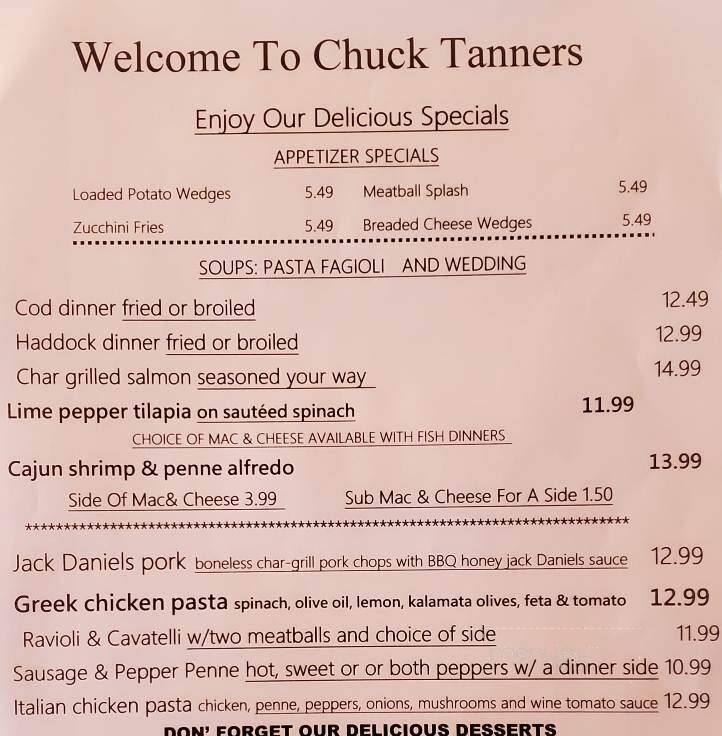 Welcome To Chuck Tanners
Enjoy Our Delicious Specials
APPETIZER SPECIALS
Loaded Potato Wedges 5.49 Meatball Splash 5.49
Zucchini Fries 5.49 Breaded Cheese Wedges 5.49
SOUPS: PASTA FAGIOLI AND WEDDING
Cod dinner fried or broiled 12.49
Haddock dinner fried or broiled 12.99
Char grilled salmon seasoned your way 14.99
Lime pepper tilapia on sautéed spinach 11.99
CHOICE OF MAC & CHEESE AVAILABLE WITH FISH DINNERS
Cajun shrimp & penne alfredo 13.99
Side Of Mac& Cheese 3.99 Sub Mac & Cheese For A Side 1.50
******************************************************************************
Jack Daniels pork boneless char-grill pork chops with BBQ honey jack Daniels sauce 12.99
Greek chicken pasta spinach, olive oil, lemon, kalamata olives, feta & tomato 12.99
Ravioli & Cavatelli w/two meatballs and choice of side 11.99
Sausage & Pepper Penne hot, sweet or or both peppers w/ a dinner side 10.99
Italian chicken pasta chicken, penne, peppers, onions, mushrooms and wine tomato sauce 12.99
DON' FORGET OUR DELICIOUS DESSERTS